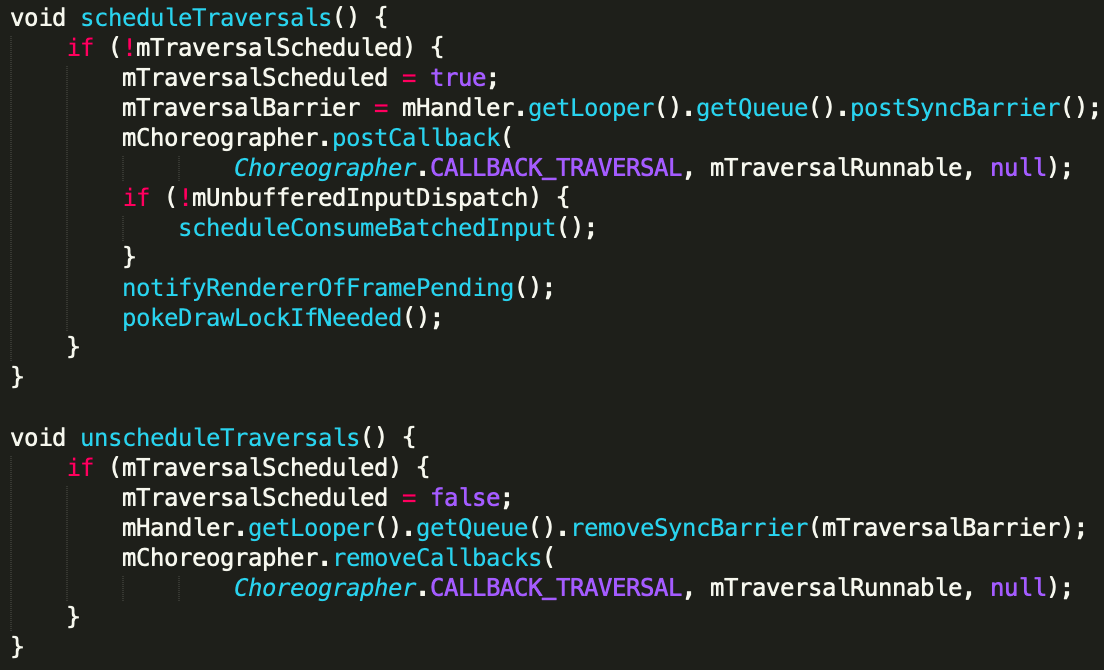 void scheduleTraversals() {
    if (!mTraversalScheduled) {
        mTraversalScheduled = true;
        mTraversalBarrier = mHandler.getLooper().getQueue().postSyncBarrier();
        mChoreographer.postCallback(
                Choreographer.CALLBACK_TRAVERSAL, mTraversalRunnable, null);
        if (!mUnbufferedInputDispatch) {
            scheduleConsumeBatchedInput();
        }
        notifyRendererOfFramePending();
        pokeDrawLockIfNeeded();
    }
}

void unscheduleTraversals() {
    if (mTraversalScheduled) {
        mTraversalScheduled = false;
        mHandler.getLooper().getQueue().removeSyncBarrier(mTraversalBarrier);
        mChoreographer.removeCallbacks(
                Choreographer.CALLBACK_TRAVERSAL, mTraversalRunnable, null);
    }
}